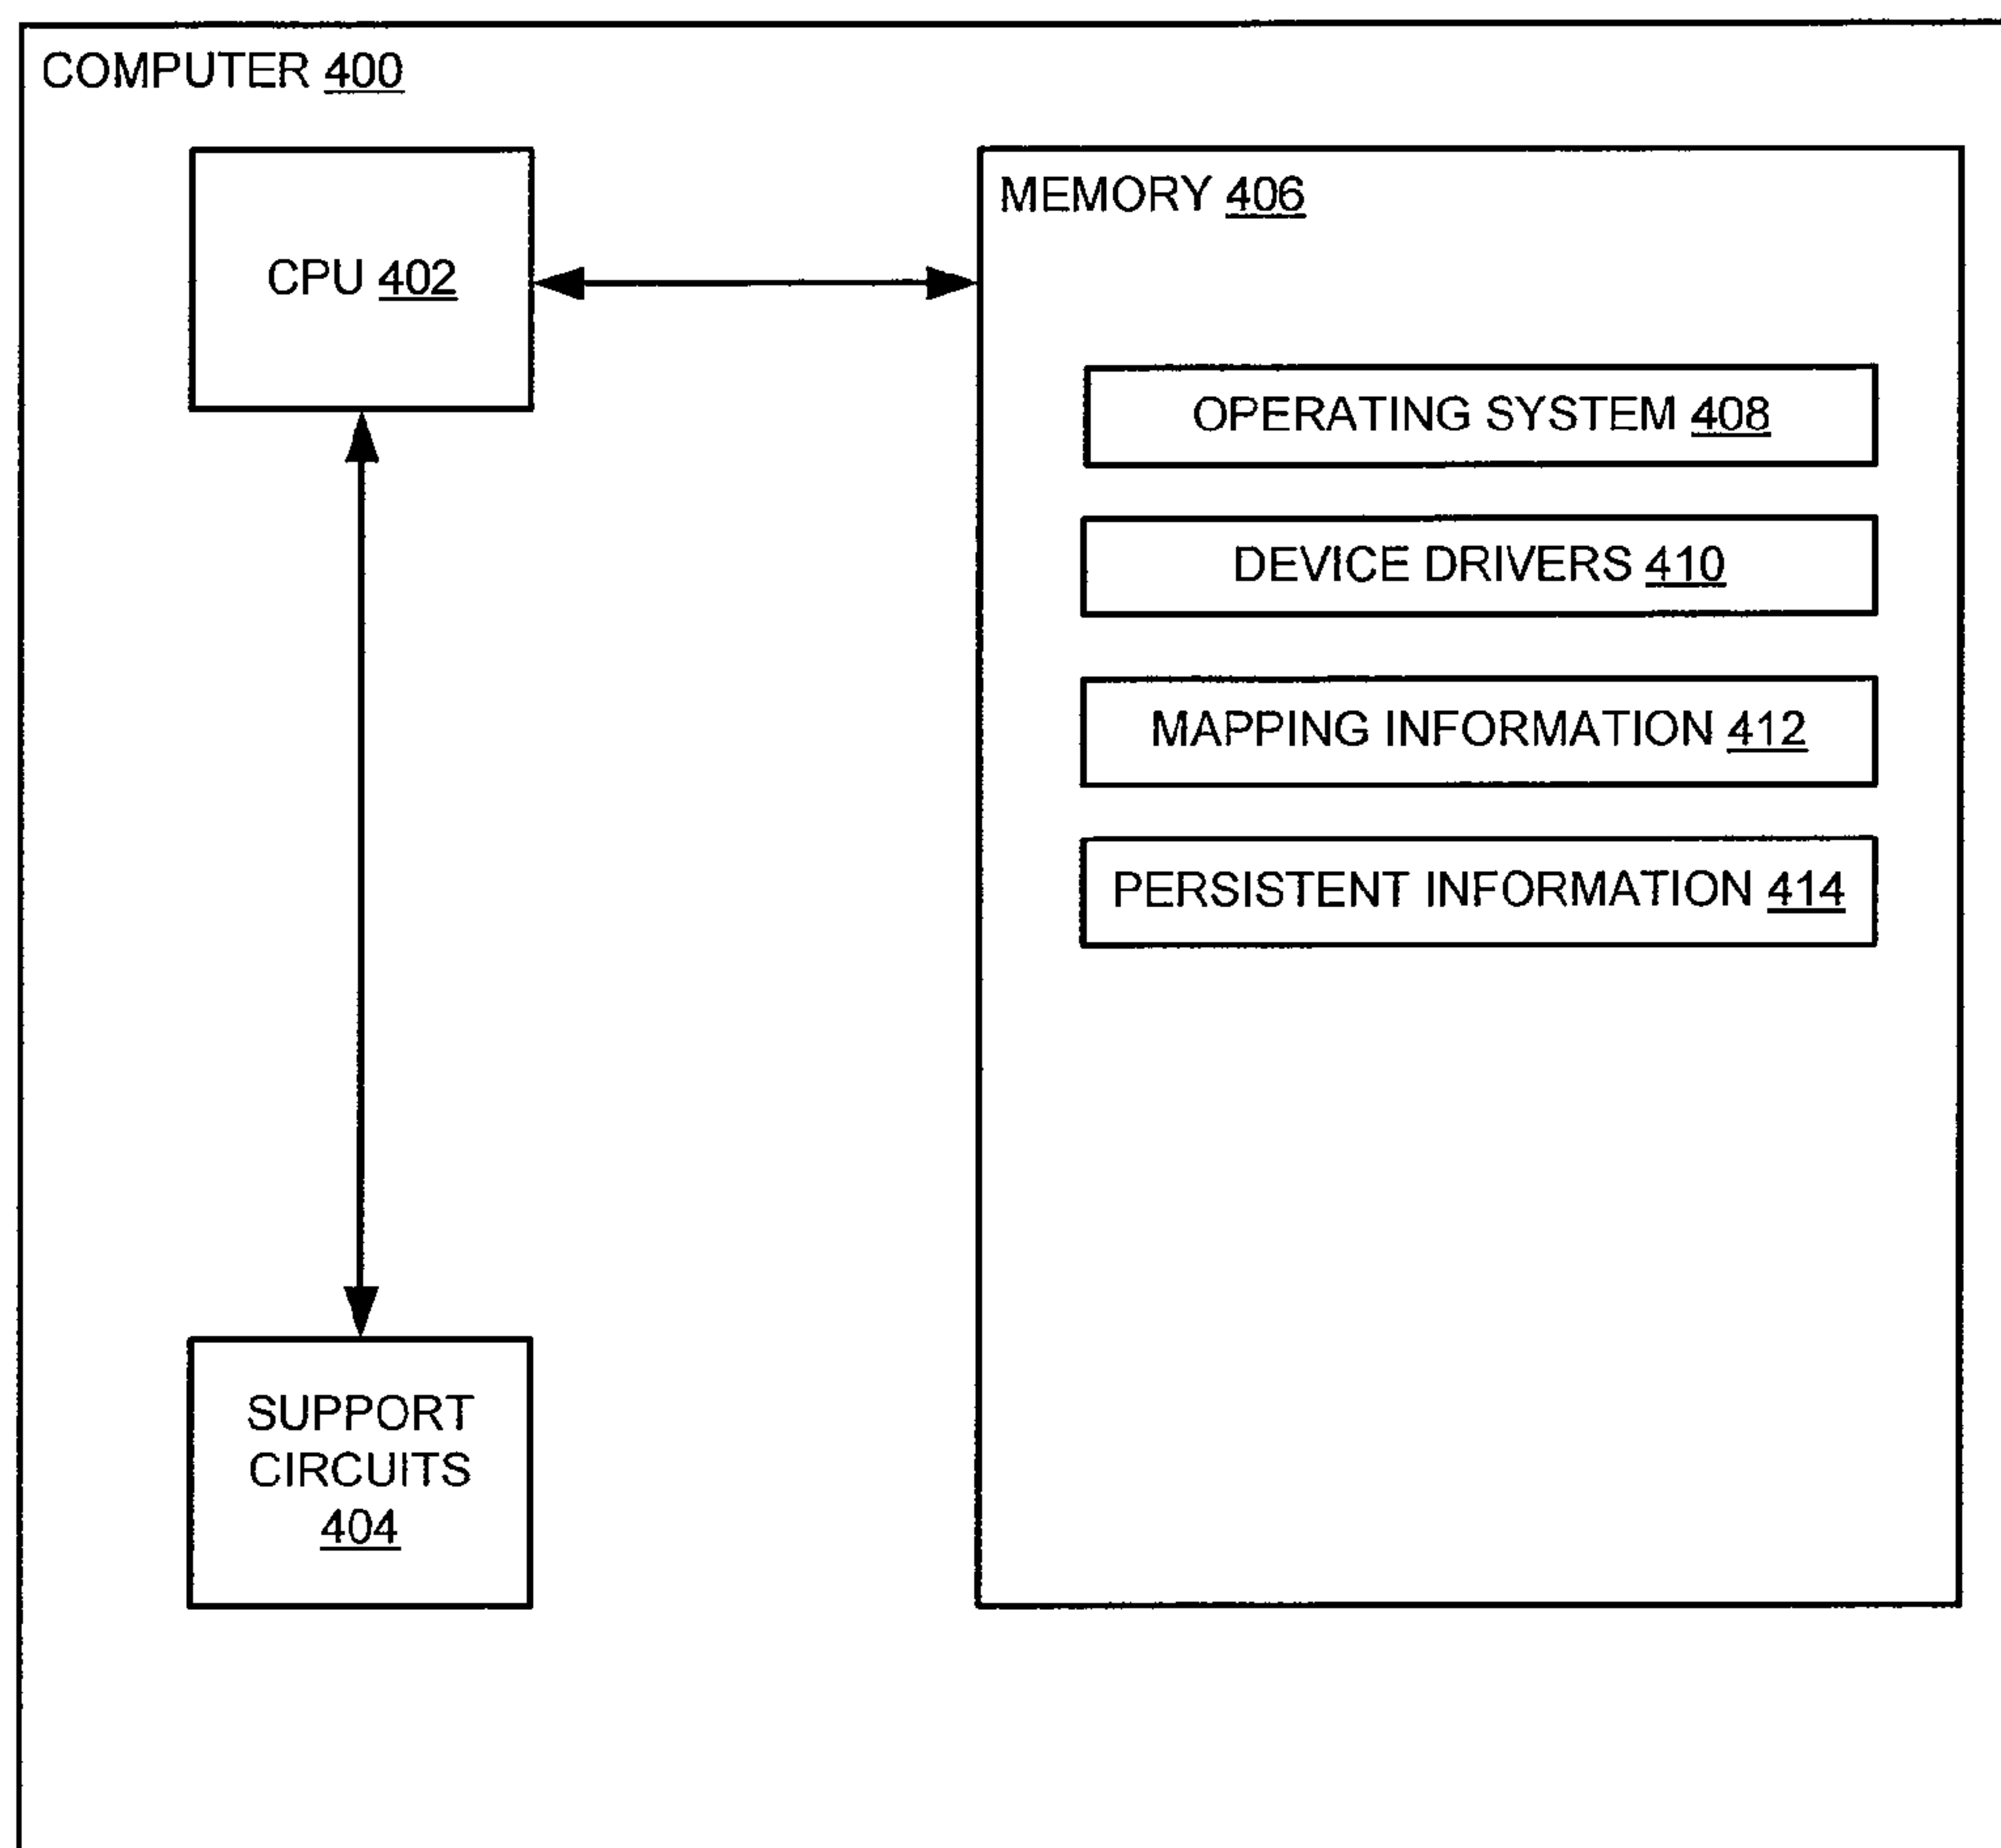 COMPUTER 400
CPU 402
MEMORY 406
OPERATING SYSTEM 408
DEVICE DRIVERS 410
MAPPING INFORMATION 412
PERSISTENT INFORMATION 414
SUPPORT
CIRCUITS
404